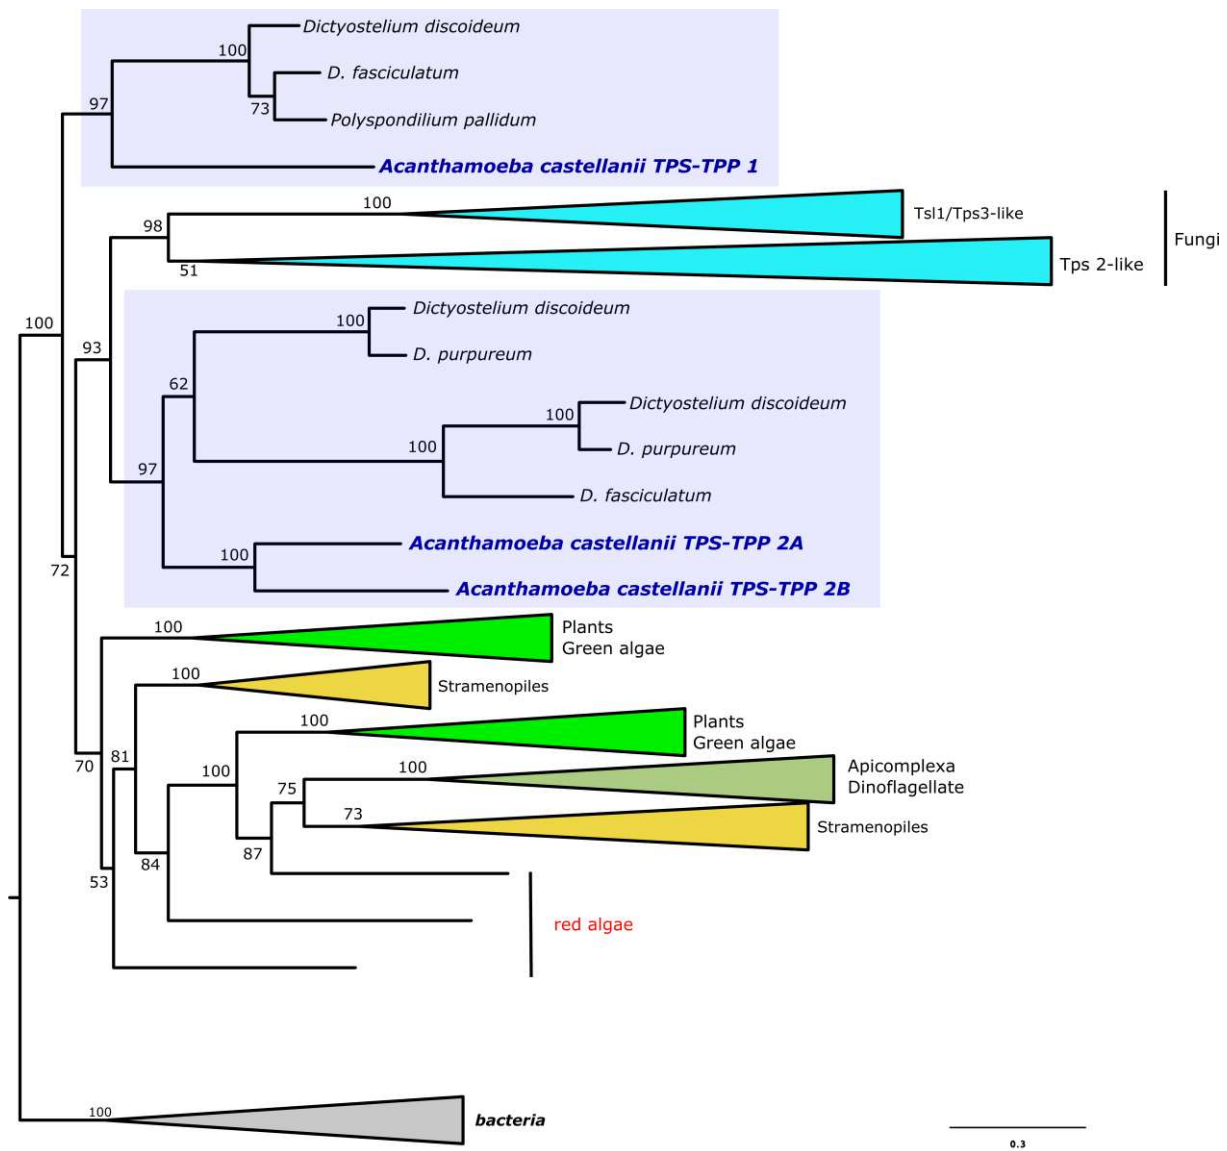 Dictyostelium discoideum
100
D. fasciculatum
73
97
Polyspondilium pallidum
Acanthamoeba castellanii TPS-TPP 1
100
Tsl1/Tps3-like
98
Fungi
51
Tps 2-like
Dictyostelium discoideum
100
100
D. purpureum
93
62
Dictyostelium discoideum
100
100
D. purpureum
97
D. fasciculatum
Acanthamoeba castellanii TPS-TPP 2A
100
72
Acanthamoeba castellanii TPS-TPP 2B
100
Plants
Green algae
100
Stramenopiles
100
Plants
Green algae
81
70
100
100
Apicomplexa
Dinoflagellate
75
73
Stramenopiles
87
84
53
red algae
100
bacteria
0.3